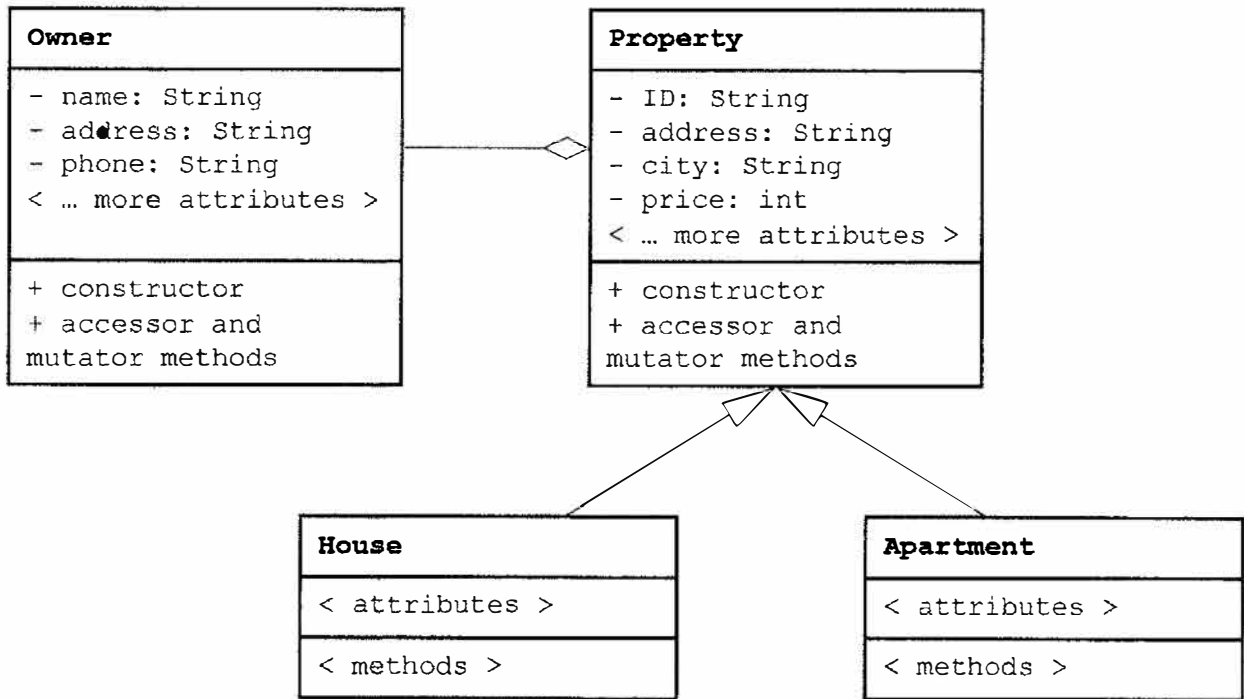 Owner
- name: String
- address: String
- phone: String
< … more attributes >
+ constructor
+ accessor and
mutator methods
Property
- ID: String
- address: String
- city: String
- price: int
< … more attributes >
+ constructor
+ accessor and
mutator methods
House
< attributes >
< methods >
Apartment
< attributes >
< methods >